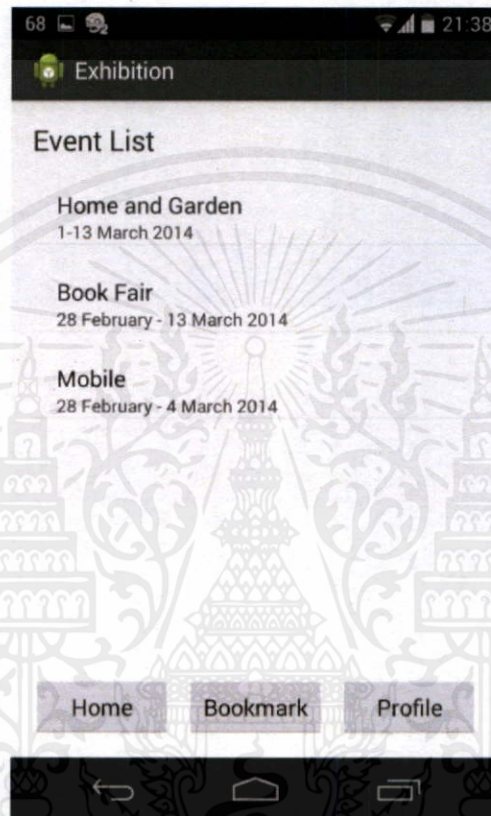 68 21:38
Exhibition
Event List
Home and Garden
1-13 March 2014
Book Fair
28 February - 13 March 2014
Mobile
28 February - 4 March 2014
Home Bookmark Profile